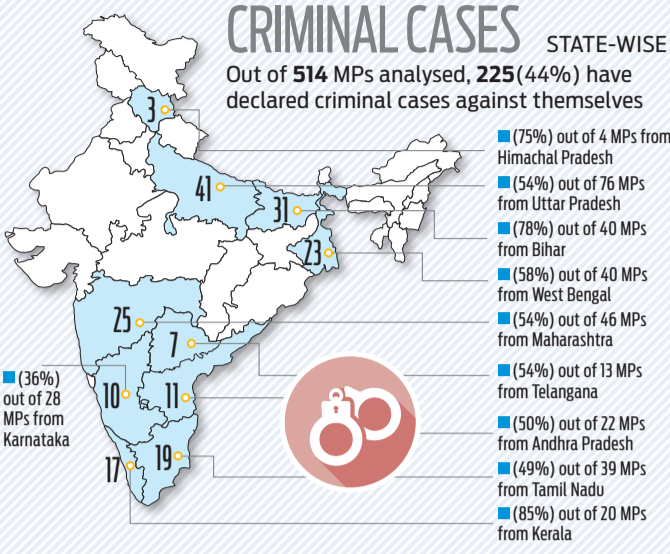 CRIMINAL CASES STATE-WISE
Out of 514 MPs analysed, 225(44%) have
declared criminal cases against themselves
3
41
31
23
25
7
10
11
19
17
(75%) out of 4 MPs from
Himachal Pradesh
(54%) out of 76 MPs
from Uttar Pradesh
(78%) out of 40 MPs
from Bihar
(58%) out of 40 MPs
from West Bengal
(54%) out of 46 MPs
from Maharashtra
(54%) out of 13 MPs
from Telangana
(50%) out of 22 MPs
from Andhra Pradesh
(49%) out of 39 MPs
from Tamil Nadu
(85%) out of 20 MPs
from Kerala
(36%)
out of 28
MPs from
Karnataka